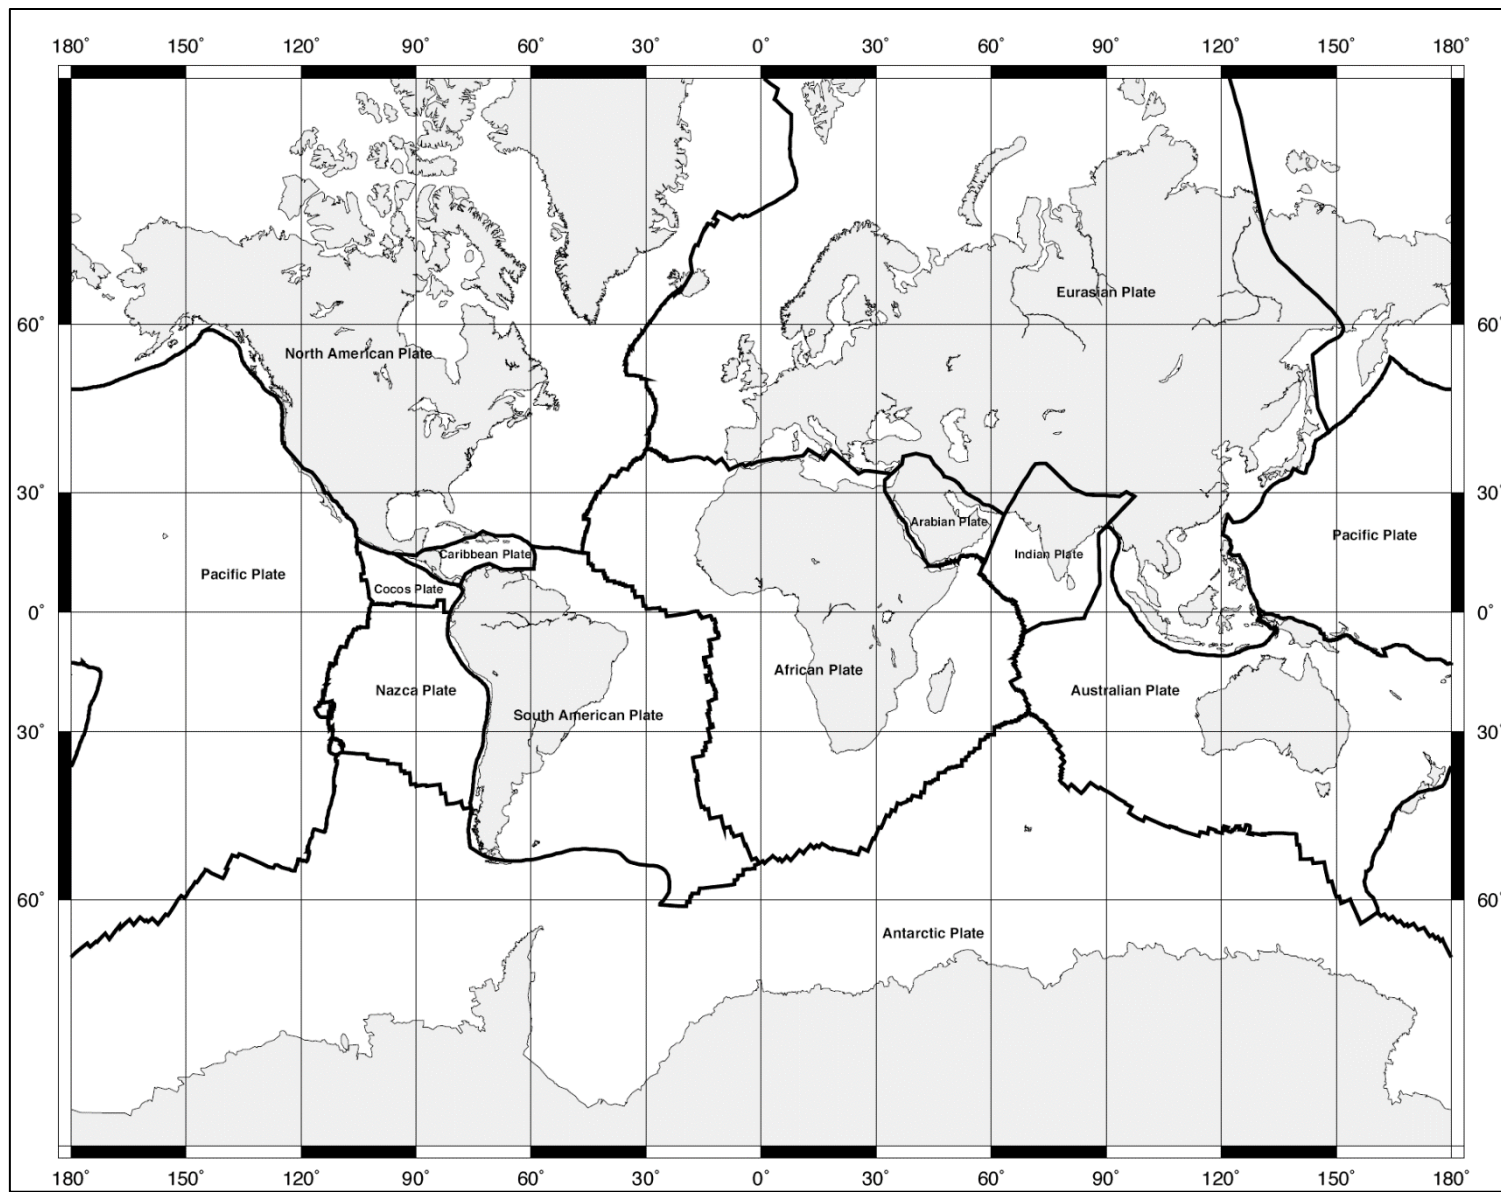 180° 150° 120° 90° 60° 30° 0° 30° 60° 90° 120° 150° 180°
Eurasian Plate
60° 60°
North American Plate
30° 30°
Arabian Plate
Pacific Plate
Caribbean Plate Indian Plate
Pacific Plate
Cocos Plate
0° 0°
African Plate
Nazca Plate Australian Plate
South American Plate
30° 30°
60° 60°
Antarctic Plate
180° 150° 120° 90° 60° 30° 0° 30° 60° 90° 120° 150° 180°